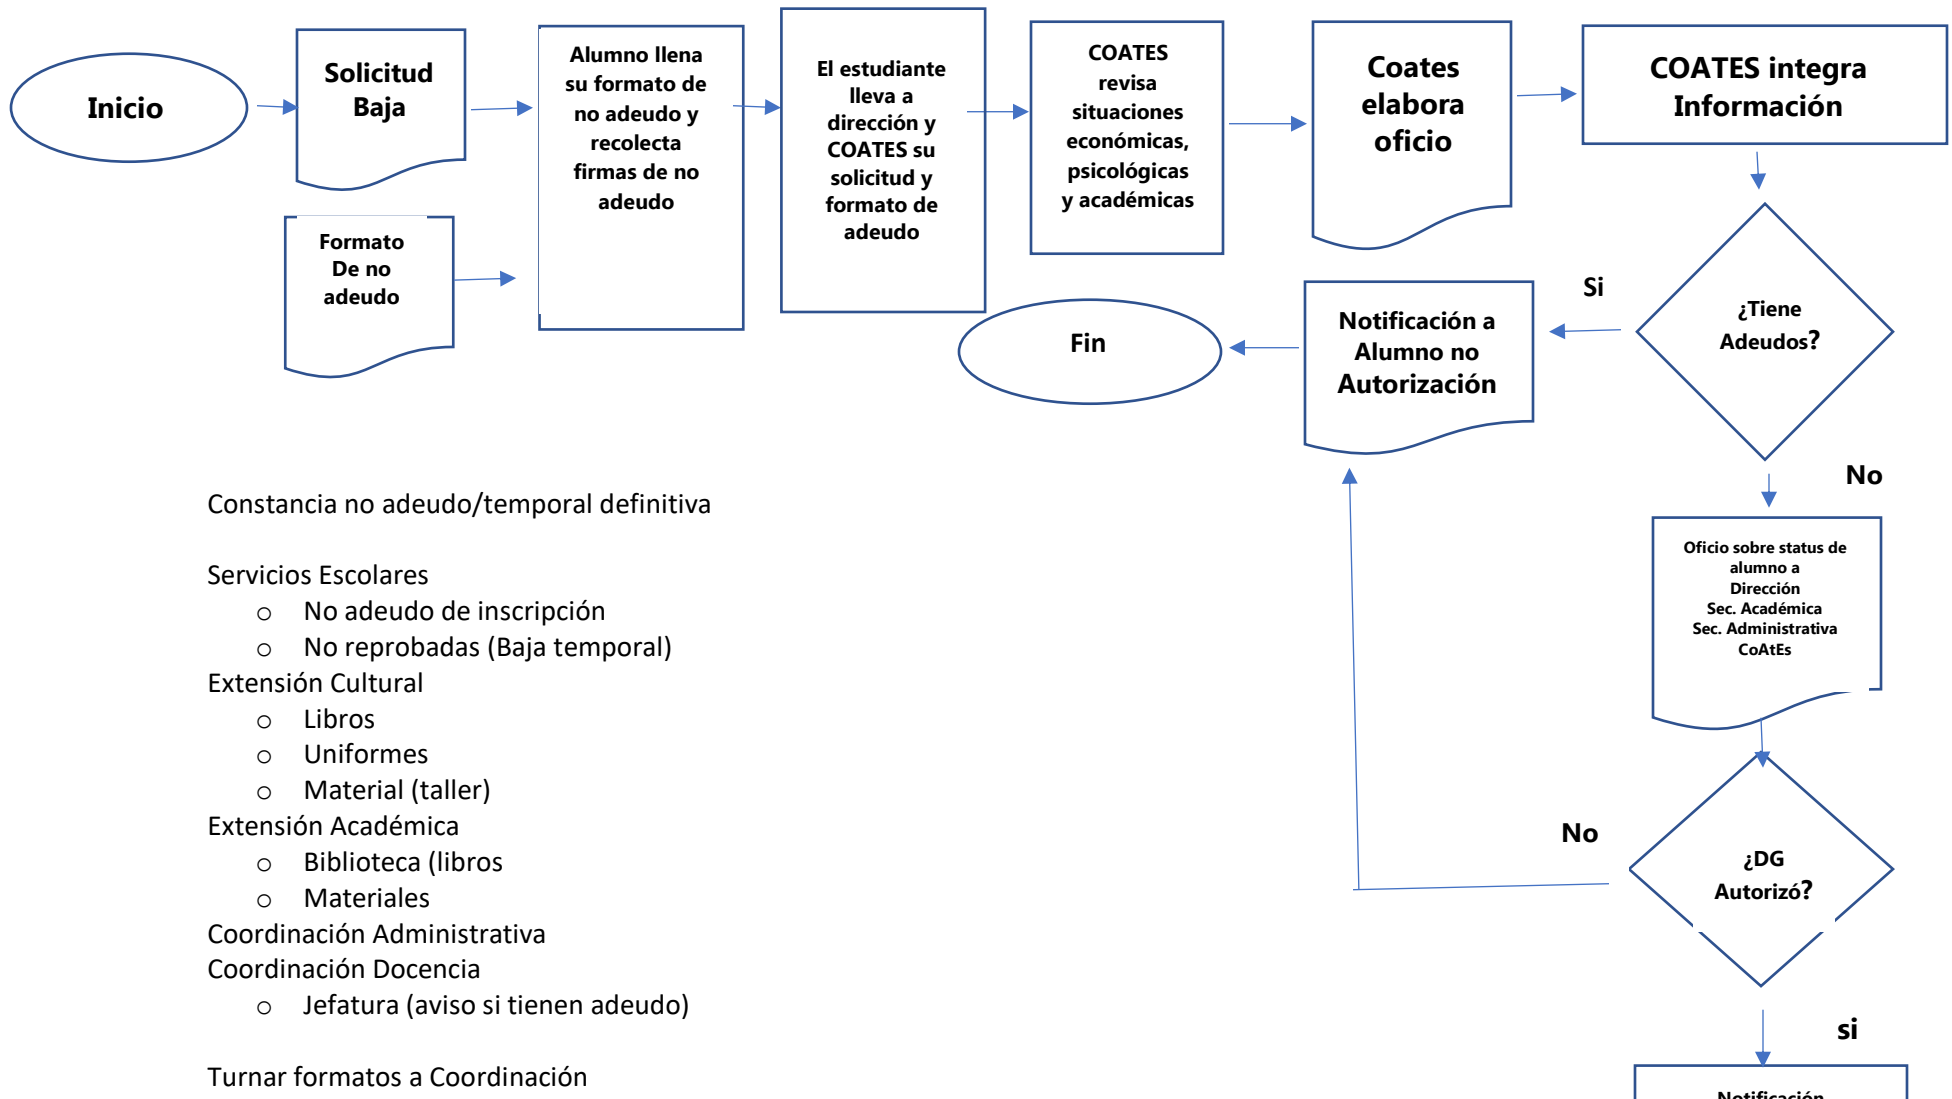 Inicio
Solicitud
Baja
Formato
De no
adeudo
Alumno llena
su formato de
no adeudo y
recolecta
firmas de no
adeudo
El estudiante
lleva a
dirección y
COATES su
solicitud y
formato de
adeudo
COATES
revisa
situaciones
económicas,
psicológicas
y académicas
Coates
elabora
oficio
COATES integra
Información
¿Tiene
Adeudos?
Si
Notificación a
Alumno no
Autorización
Fin
No
Oficio sobre status de
alumno a
Dirección
Sec. Académica
Sec. Administrativa
CoAtEs
¿DG
Autorizó?
No
si
Notificación
Constancia no adeudo/temporal definitiva
Servicios Escolares
o No adeudo de inscripción
o No reprobadas (Baja temporal)
Extensión Cultural
o Libros
o Uniformes
o Material (taller)
Extensión Académica
o Biblioteca (libros
o Materiales
Coordinación Administrativa
Coordinación Docencia
o Jefatura (aviso si tienen adeudo)
Turnar formatos a Coordinación